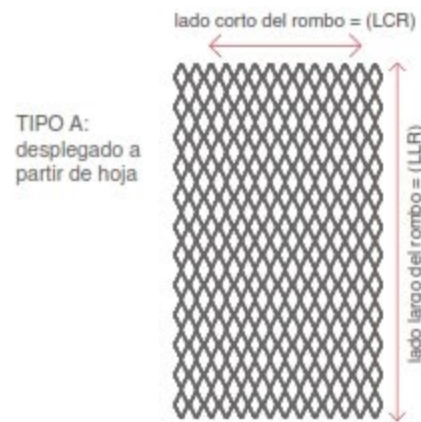 lado corto del rombo = (LCR)
TIPO A:
desplegado a
partir de hoja
lado largo del rombo = (LLR)